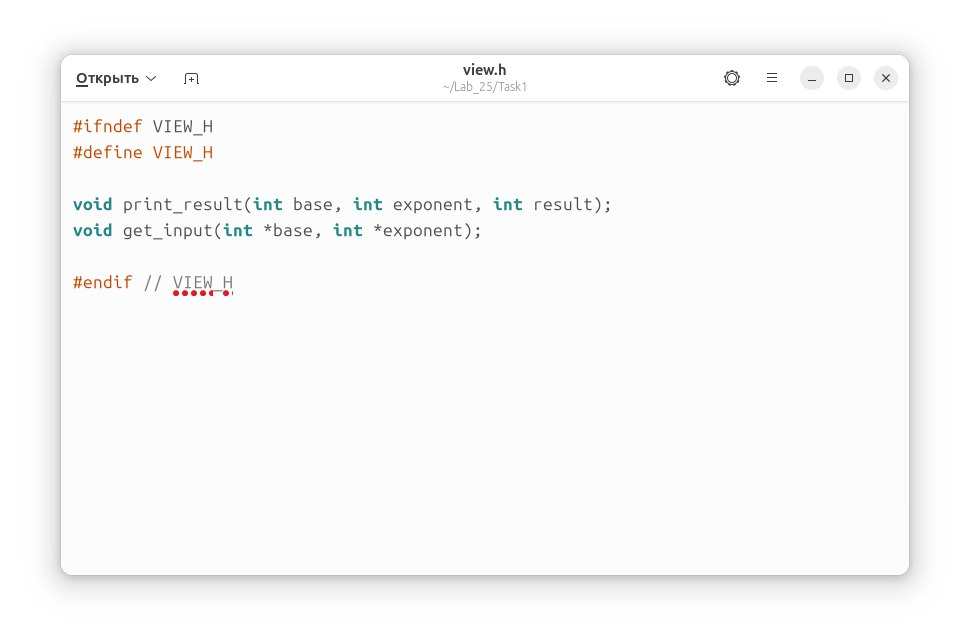 Открыть
view.h
~/Lab_25/Task1
#ifndef VIEW_H
#define VIEW_H
void print_result(int base, int exponent, int result);
void get_input(int *base, int *exponent);
#endif // VIEW_H